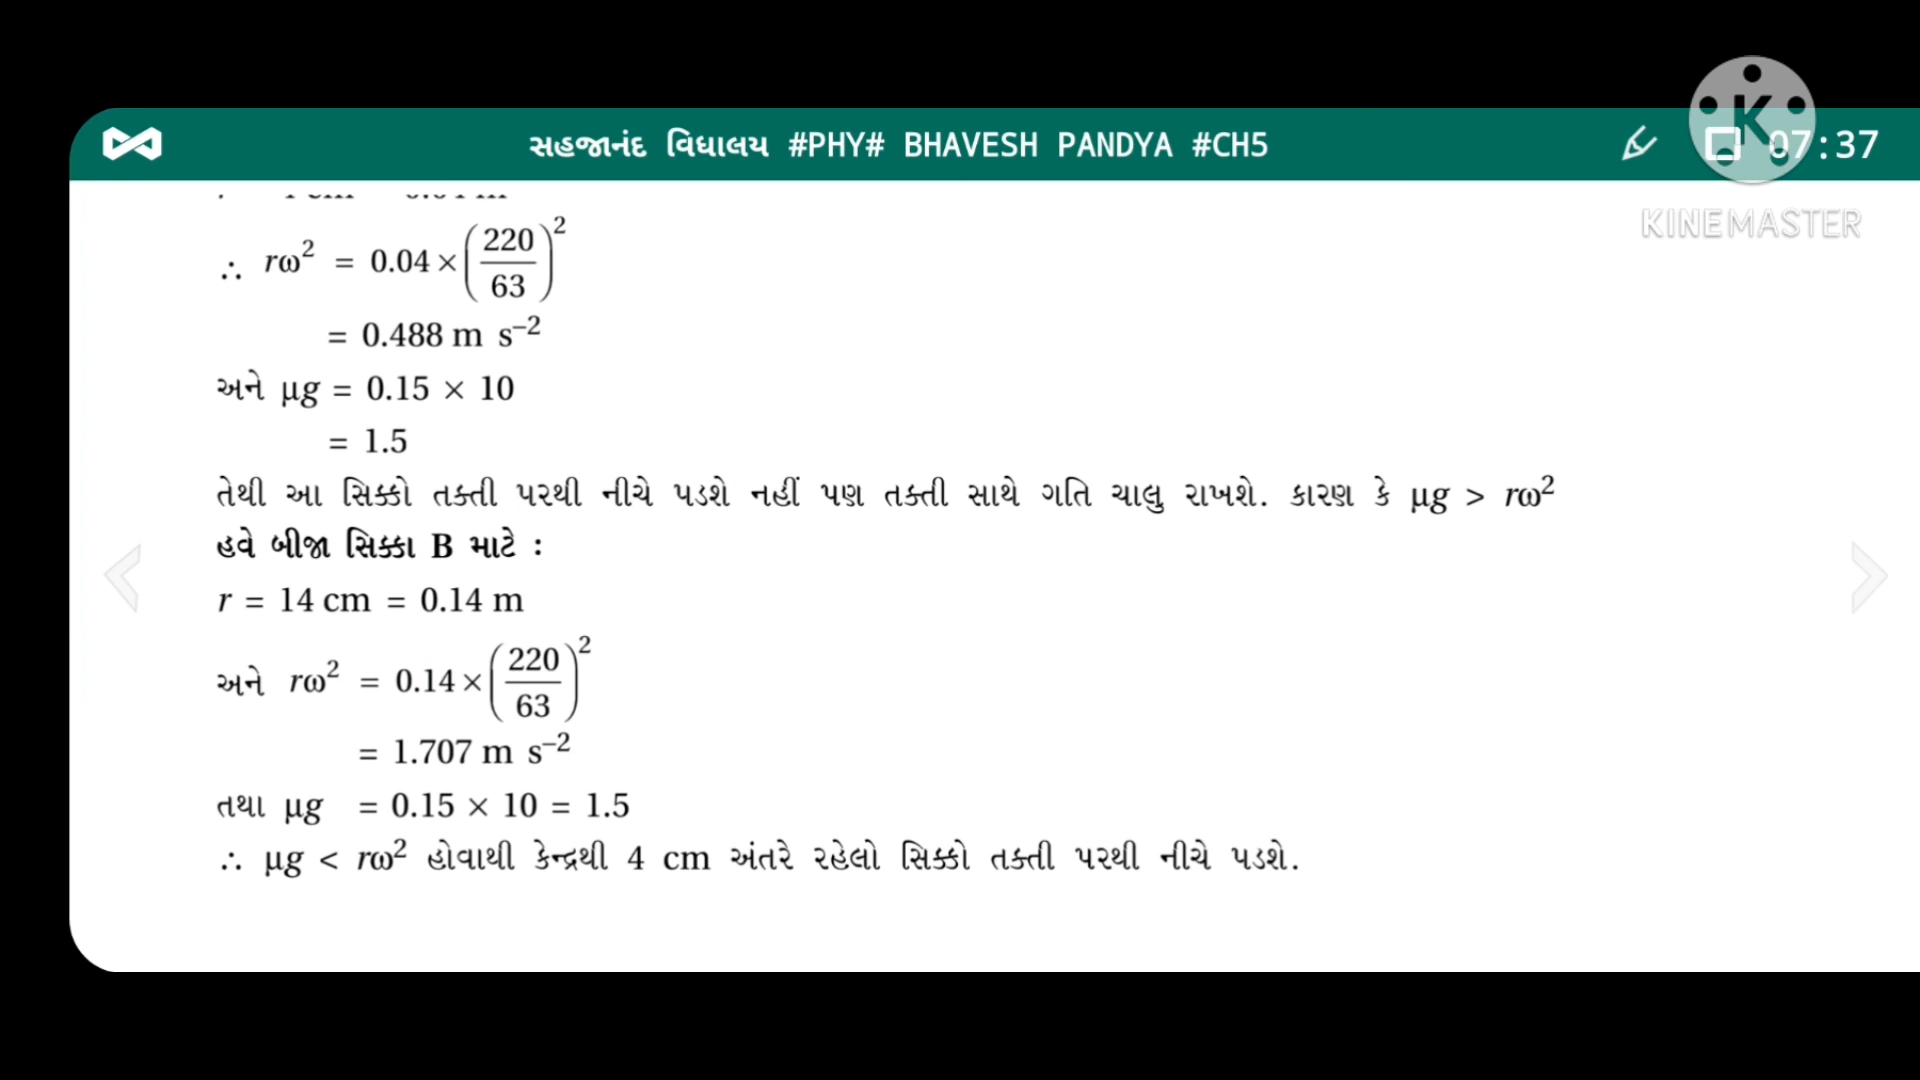 સહજાનંદ વિધાલય #PHY# BHAVESH PANDYA #CH5
07:37
KINEMASTER
∴ rω² = 0.04 × (220/63)²
= 0.488 m s⁻²
અને μg = 0.15 × 10
= 1.5
તેથી આ સિક્કો તક્તી પરથી નીચે પડશે નહીં પણ તક્તી સાથે ગતિ ચાલુ રાખશે. કારણ કે μg > rω²
હવે બીજા સિક્કા B માટે :
r = 14 cm = 0.14 m
અને rω² = 0.14 × (220/63)²
= 1.707 m s⁻²
તથા μg = 0.15 × 10 = 1.5
∴ μg < rω² હોવાથી કેન્દ્રથી 4 cm અંતરે રહેલો સિક્કો તક્તી પરથી નીચે પડશે.